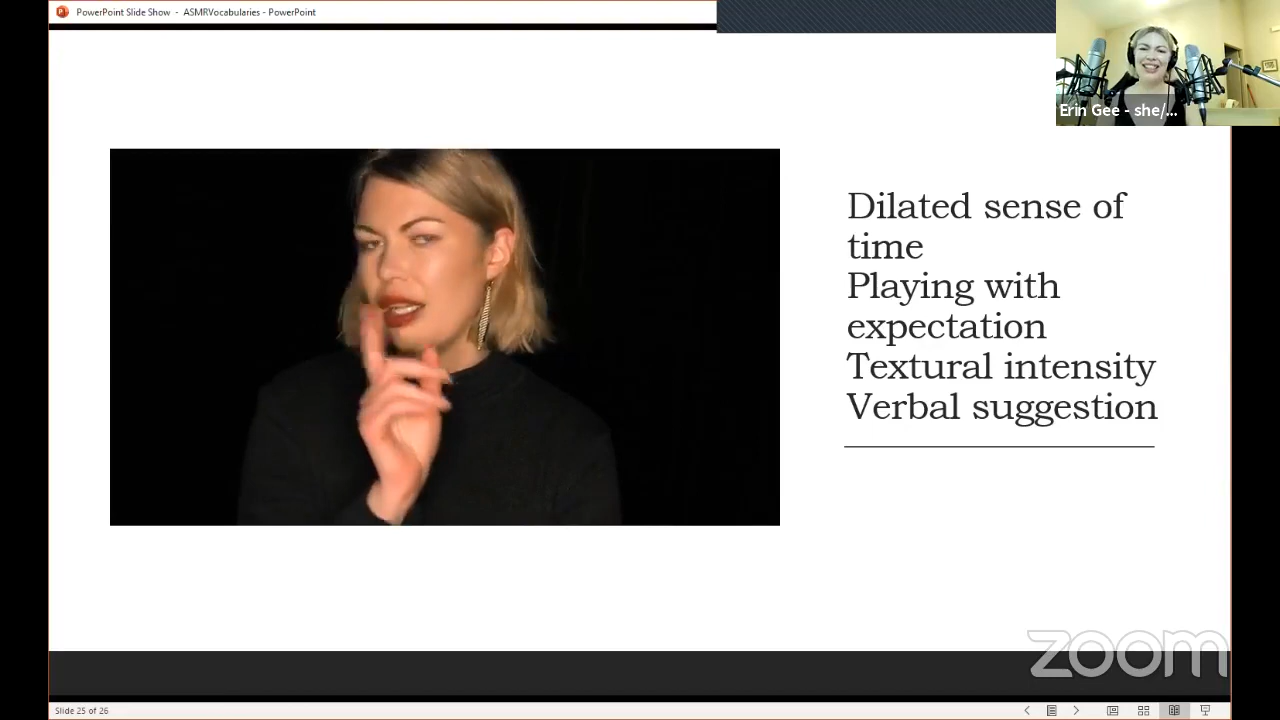 PowerPoint Slide Show - ASMRVocabularies - PowerPoint
Erin Gee - she/...
Dilated sense of
time
Playing with
expectation
Textural intensity
Verbal suggestion
zoom
Slide 25 of 26